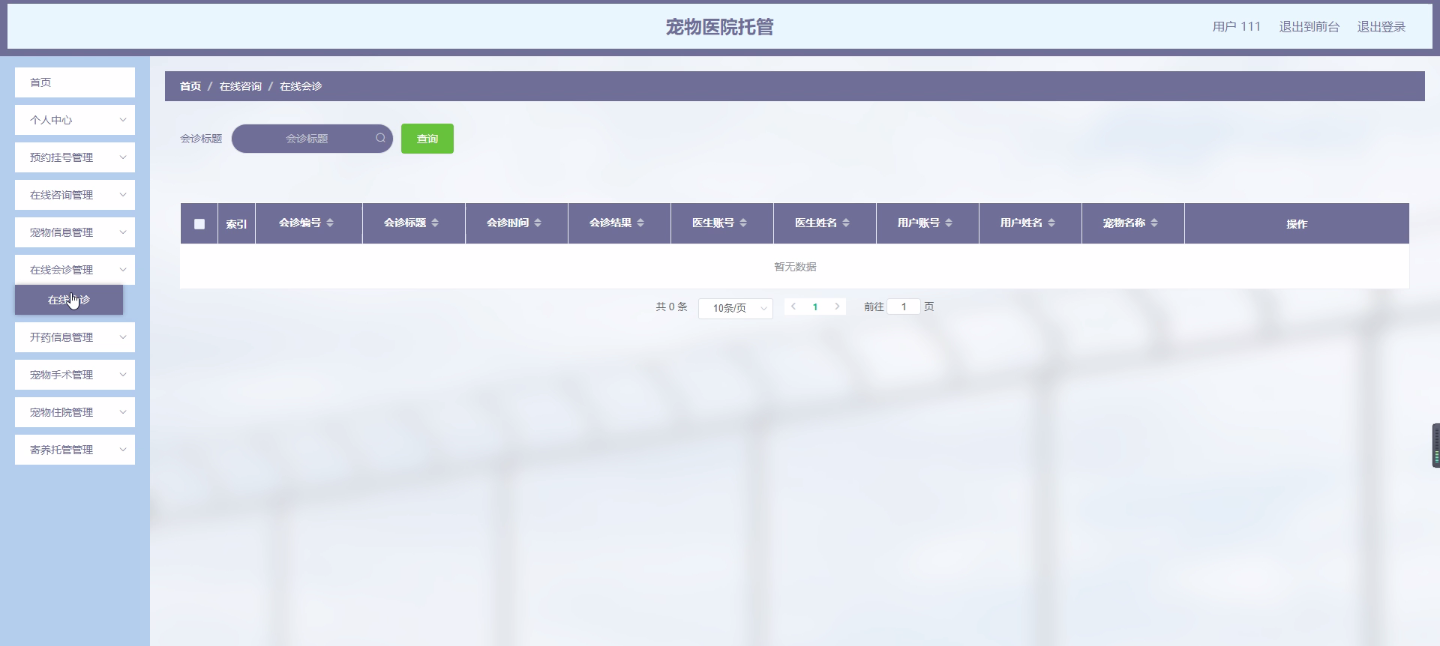 宠物医院托管
用户 111 退出到前台 退出登录
首页
个人中心
预约挂号管理
在线咨询管理
宠物信息管理
在线会诊管理
开药信息管理
宠物手术管理
宠物住院管理
寄养托管管理
首页 / 在线咨询 / 在线会诊
会诊标题 会诊标题 查询
索引 会诊编号 会诊标题 会诊时间 会诊结果 医生账号 医生姓名 用户账号 用户姓名 宠物名称 操作
暂无数据
共 0 条 10条/页 1 前往 1 页